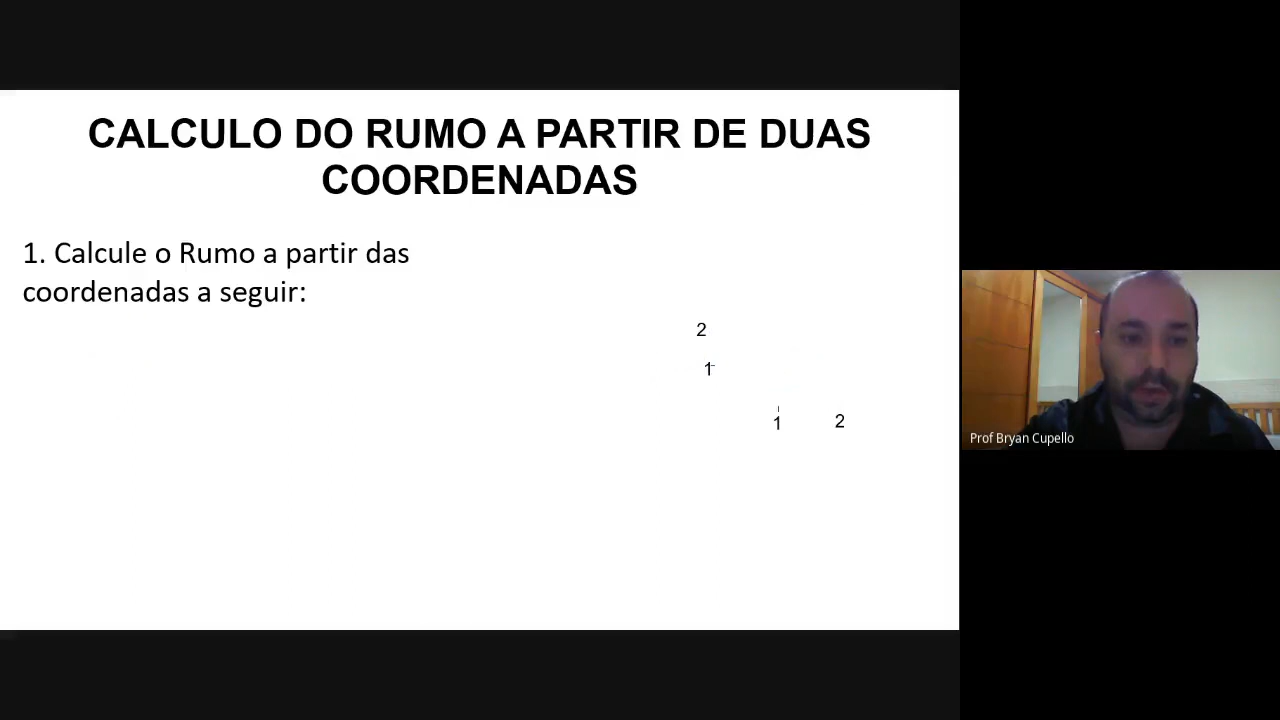 CALCULO DO RUMO A PARTIR DE DUAS
COORDENADAS
1. Calcule o Rumo a partir das
coordenadas a seguir:
2
1
1 2
Prof Bryan Cupello